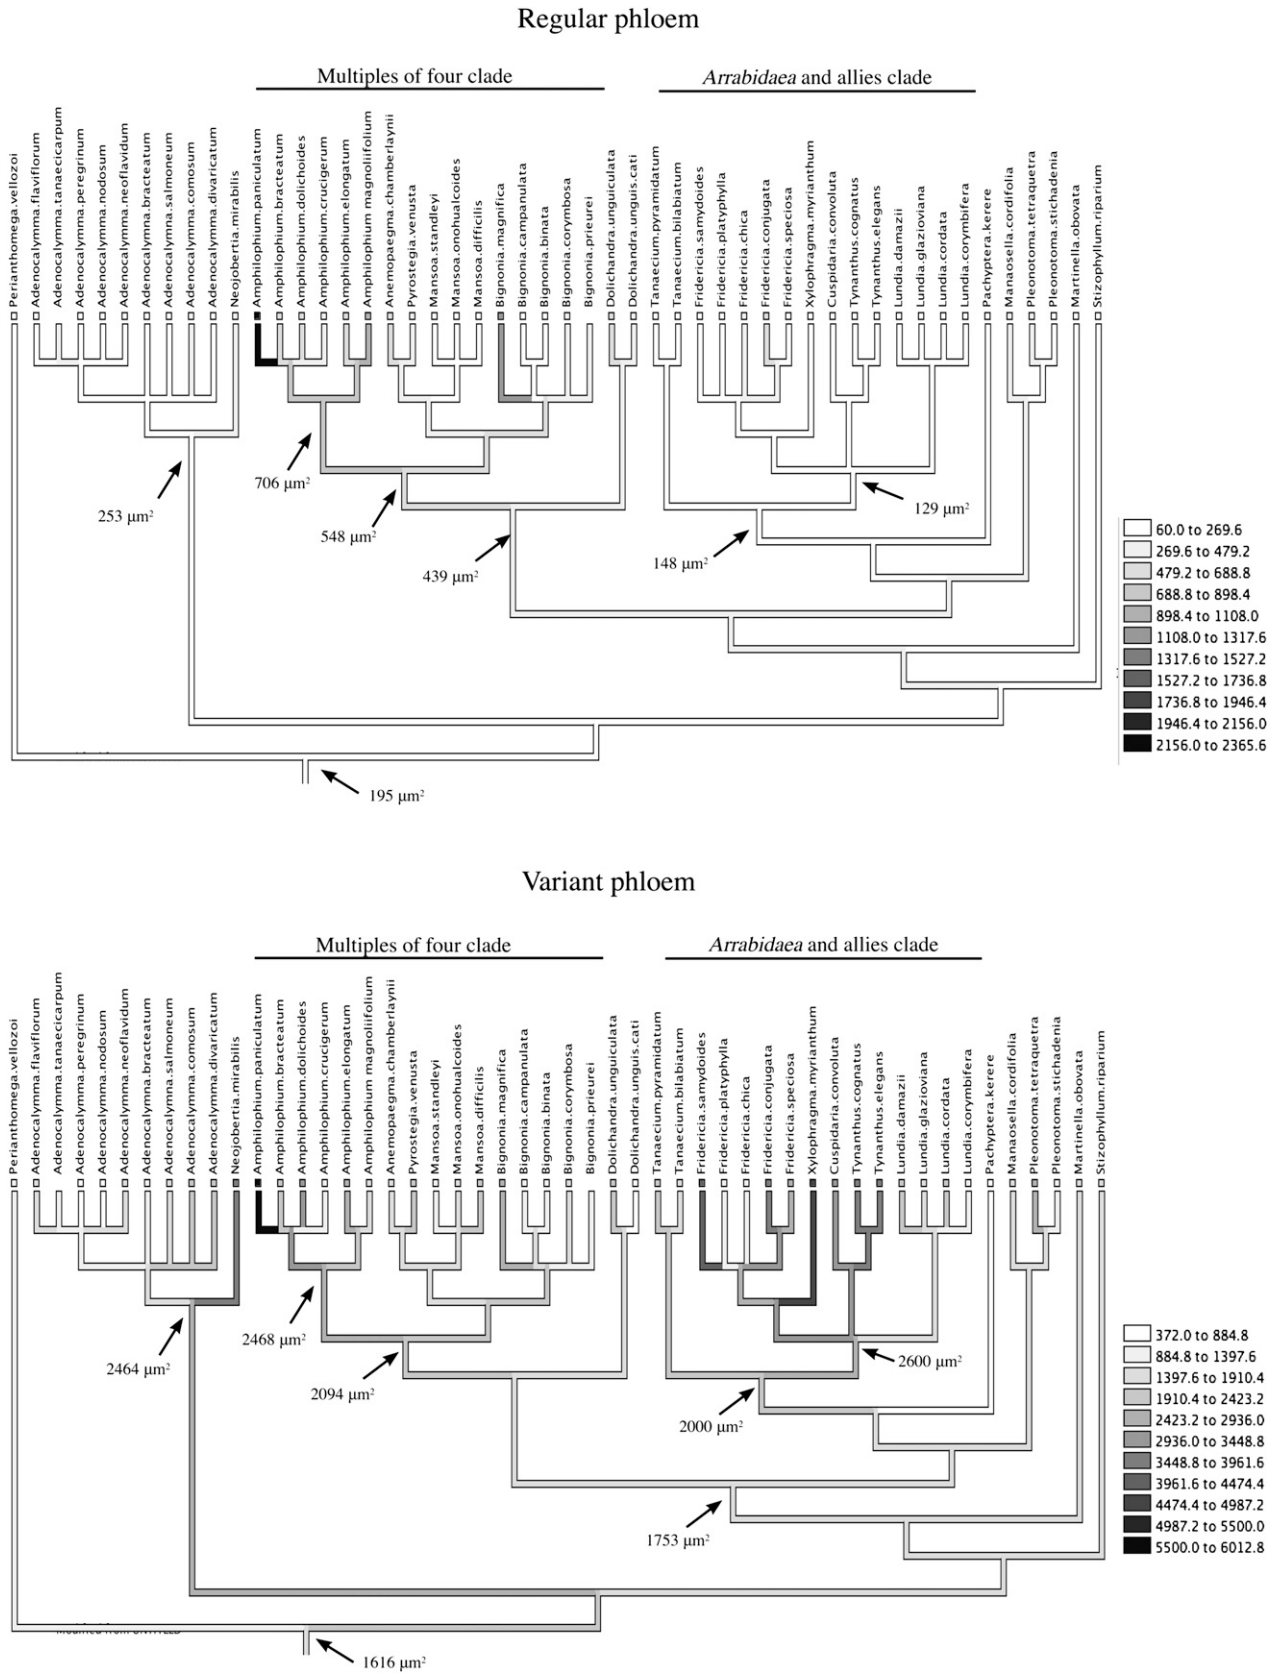 Regular phloem
Multiples of four clade
Arrabidaea and allies clade
Perianthomega.vellozoi
Adenocalymma.flaviflorum
Adenocalymma.tanaecicarpum
Adenocalymma.peregrinum
Adenocalymma.nodosum
Adenocalymma.neoflavidum
Adenocalymna.bracteatum
Adenocalymna.salmoneum
Adenocalymna.comosum
Adenocalymma.divaricatum
Neojobertia.mirabilis
Amphilophium.paniculatum
Amphilophium.bracteatum
Amphilophium.dolichoides
Amphilophium.crucigerum
Amphilophium.elongatum
Amphilophium magnoliifolium
Anemopaegma.chamberlaynii
Pyrostegia.venusta
Mansoa.standleyi
Mansoa.onohualcoides
Mansoa.difficilis
Bignonia.magnifica
Bignonia.campanulata
Bignonia.binata
Bignonia.corymbosa
Bignonia.prieurei
Dolichandra.unguiculata
Dolichandra.unguis.cati
Tanaecium.pyramidatum
Tanaecium.bilabiatum
Fridericia.samydoides
Fridericia.platyphylla
Fridericia.chica
Fridericia.conjugata
Fridericia.speciosa
Xylophragma.myrianthum
Cuspidaria.convoluta
Tynanthus.cognatus
Tynanthus.elegans
Lundia.damazii
Lundia.glazioviana
Lundia.cordata
Lundia.corymbifera
Pachyptera.kerere
Manaosella.cordifolia
Pleonotoma.tetraquetra
Pleonotoma.stichadenia
Martinella.obovata
Stizophyllum.riparium
706 µm²
253 µm²
548 µm²
439 µm²
129 µm²
148 µm²
195 µm²
60.0 to 269.6
269.6 to 479.2
479.2 to 688.8
688.8 to 898.4
898.4 to 1108.0
1108.0 to 1317.6
1317.6 to 1527.2
1527.2 to 1736.8
1736.8 to 1946.4
1946.4 to 2156.0
2156.0 to 2365.6
Variant phloem
Multiples of four clade
Arrabidaea and allies clade
Perianthomega.vellozoi
Adenocalymma.flaviflorum
Adenocalymma.tanaecicarpum
Adenocalymma.peregrinum
Adenocalymma.nodosum
Adenocalymma.neoflavidum
Adenocalymna.bracteatum
Adenocalymna.salmoneum
Adenocalymna.comosum
Adenocalymma.divaricatum
Neojobertia.mirabilis
Amphilophium.paniculatum
Amphilophium.bracteatum
Amphilophium.dolichoides
Amphilophium.crucigerum
Amphilophium.elongatum
Amphilophium magnoliifolium
Anemopaegma.chamberlaynii
Pyrostegia.venusta
Mansoa.standleyi
Mansoa.onohualcoides
Mansoa.difficilis
Bignonia.magnifica
Bignonia.campanulata
Bignonia.binata
Bignonia.corymbosa
Bignonia.prieurei
Dolichandra.unguiculata
Dolichandra.unguis.cati
Tanaecium.pyramidatum
Tanaecium.bilabiatum
Fridericia.samydoides
Fridericia.platyphylla
Fridericia.chica
Fridericia.conjugata
Fridericia.speciosa
Xylophragma.myrianthum
Cuspidaria.convoluta
Tynanthus.cognatus
Tynanthus.elegans
Lundia.damazii
Lundia.glazioviana
Lundia.cordata
Lundia.corymbifera
Pachyptera.kerere
Manaosella.cordifolia
Pleonotoma.tetraquetra
Pleonotoma.stichadenia
Martinella.obovata
Stizophyllum.riparium
2468 µm²
2464 µm²
2094 µm²
2600 µm²
2000 µm²
1753 µm²
1616 µm²
372.0 to 884.8
884.8 to 1397.6
1397.6 to 1910.4
1910.4 to 2423.2
2423.2 to 2936.0
2936.0 to 3448.8
3448.8 to 3961.6
3961.6 to 4474.4
4474.4 to 4987.2
4987.2 to 5500.0
5500.0 to 6012.8